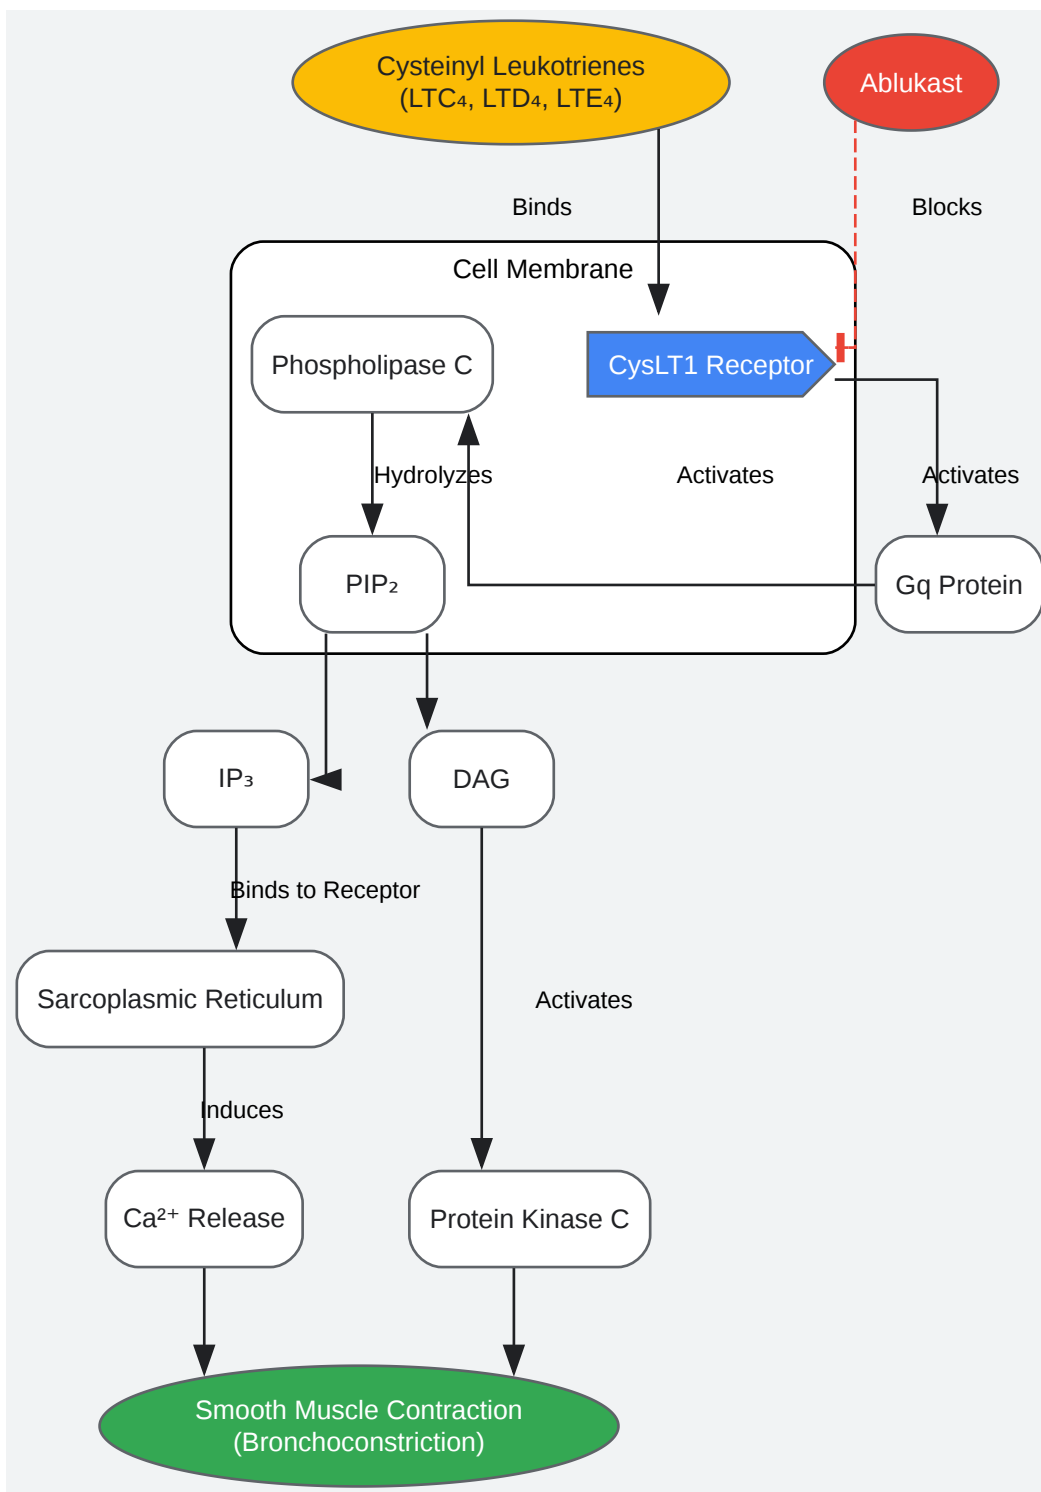 Cysteinyl Leukotrienes
(LTC₄, LTD₄, LTE₄)
Ablukast
Binds
Blocks
Cell Membrane
Phospholipase C
CysLT1 Receptor
Hydrolyzes
Activates
Activates
PIP₂
Gq Protein
IP₃
DAG
Binds to Receptor
Sarcoplasmic Reticulum
Activates
Induces
Ca²⁺ Release
Protein Kinase C
Smooth Muscle Contraction
(Bronchoconstriction)